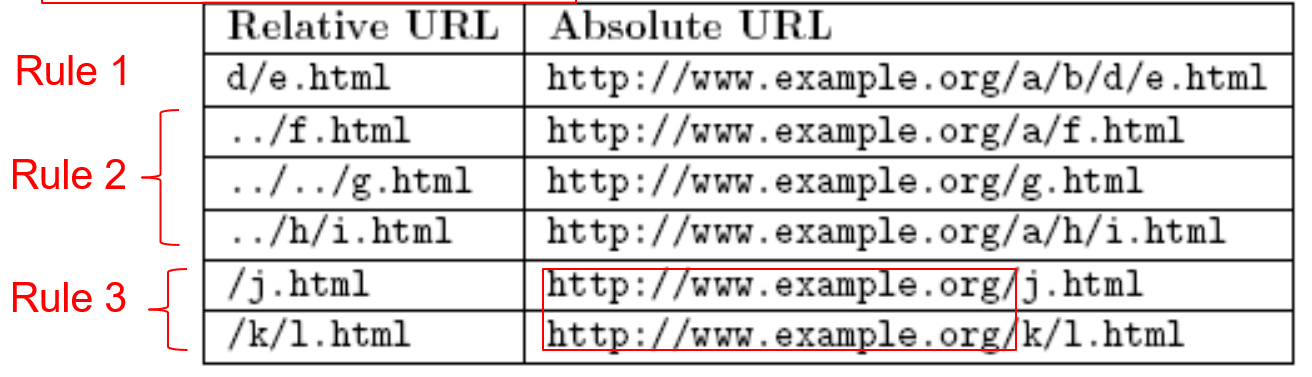 Relative URL Absolute URL
Rule 1 d/e.html http://www.example.org/a/b/d/e.html
../f.html http://www.example.org/a/f.html
Rule 2 ../../g.html http://www.example.org/g.html
../h/i.html http://www.example.org/a/h/i.html
Rule 3 /j.html http://www.example.org/j.html
/k/l.html http://www.example.org/k/l.html